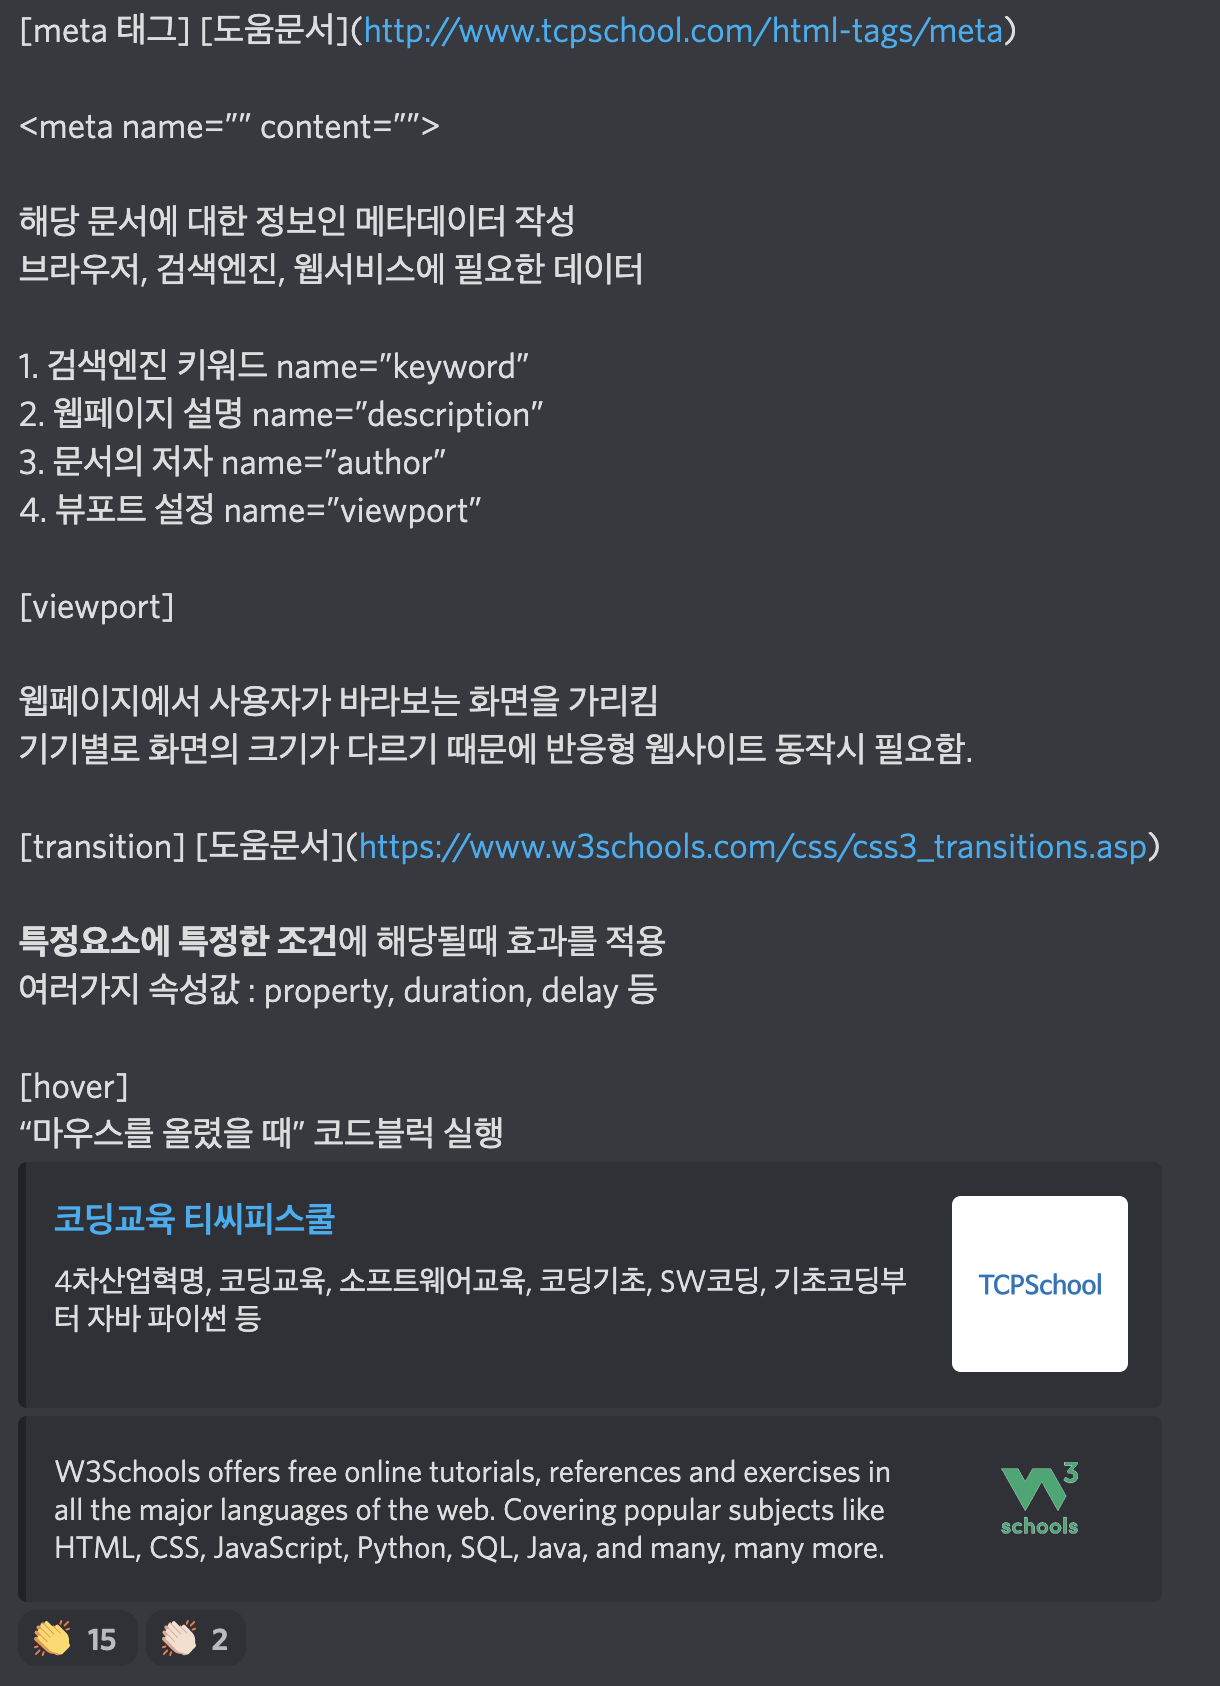 [meta 태그] [도움문서](http://www.tcpschool.com/html-tags/meta)
<meta name=”” content=””>
해당 문서에 대한 정보인 메타데이터 작성
브라우저, 검색엔진, 웹서비스에 필요한 데이터
1. 검색엔진 키워드 name=”keyword”
2. 웹페이지 설명 name=”description”
3. 문서의 저자 name=”author”
4. 뷰포트 설정 name=”viewport”
[viewport]
웹페이지에서 사용자가 바라보는 화면을 가리킴
기기별로 화면의 크기가 다르기 때문에 반응형 웹사이트 동작시 필요함.
[transition] [도움문서](https://www.w3schools.com/css/css3_transitions.asp)
특정요소에 특정한 조건에 해당될때 효과를 적용
여러가지 속성값 : property, duration, delay 등
[hover]
“마우스를 올렸을 때” 코드블럭 실행
코딩교육 티씨피스쿨
4차산업혁명, 코딩교육, 소프트웨어교육, 코딩기초, SW코딩, 기초코딩부
터 자바 파이썬 등
TCPSchool
W3Schools offers free online tutorials, references and exercises in
all the major languages of the web. Covering popular subjects like
HTML, CSS, JavaScript, Python, SQL, Java, and many, many more.
W3
schools
15 2